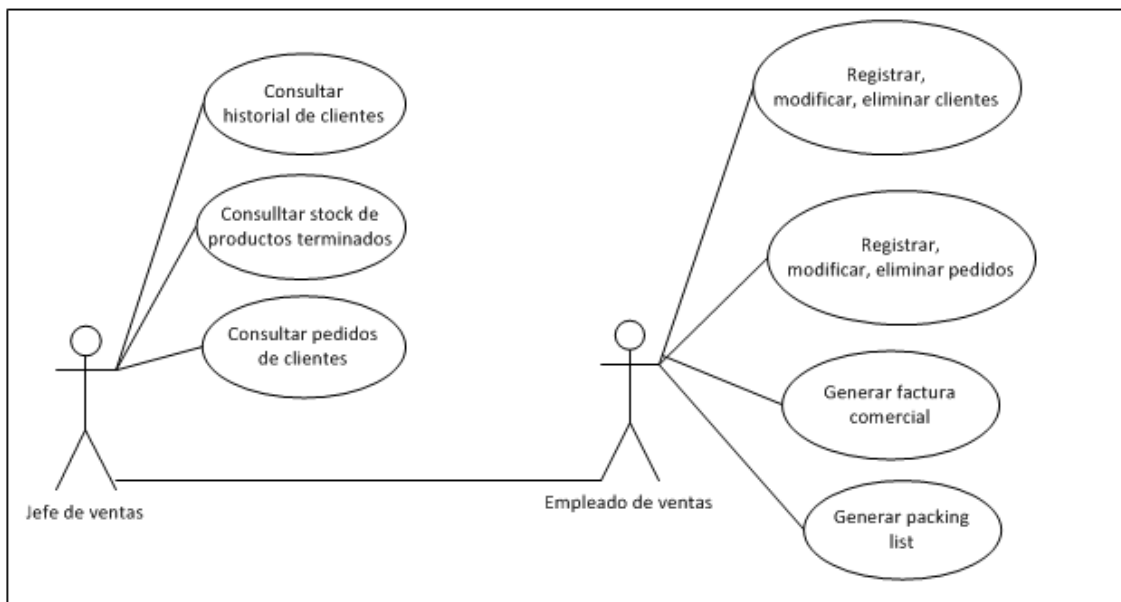 Consultar
historial de clientes
Consulltar stock de
productos terminados
Consultar pedidos
de clientes
Jefe de ventas
Registrar,
modificar, eliminar clientes
Registrar,
modificar, eliminar pedidos
Generar factura
comercial
Generar packing
list
Empleado de ventas